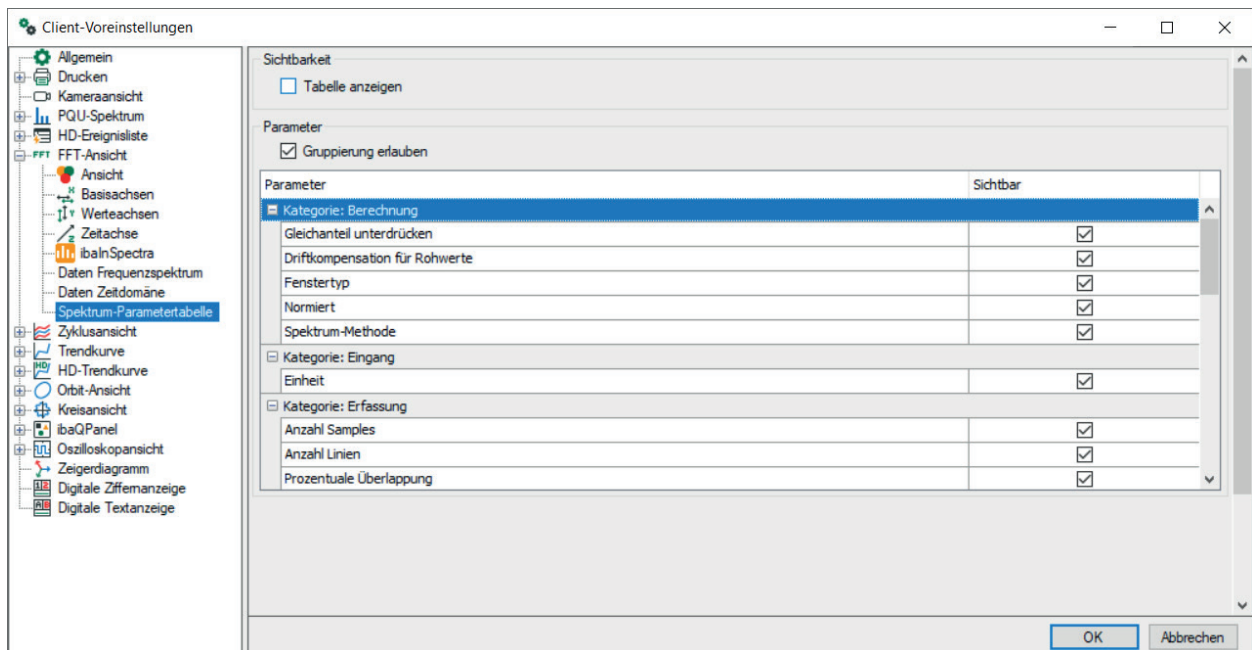 Client-Voreinstellungen
Allgemein
Drucken
Kameraansicht
PQU-Spektrum
HD-Ereignisliste
FFT FFT-Ansicht
Ansicht
X Basisachsen
Y Werteachsen
Z Zeitachse
ibaInSpectra
Daten Frequenzspektrum
Daten Zeitdomäne
Spektrum-Parametertabelle
Zyklusansicht
Trendkurve
HD HD-Trendkurve
Orbit-Ansicht
Kreisansicht
ibaQPanel
Oszilloskopansicht
Zeigerdiagramm
12 Digitale Ziffernanzeige
AB Digitale Textanzeige
Sichtbarkeit
Tabelle anzeigen
Parameter
Gruppierung erlauben
Parameter Sichtbar
Kategorie: Berechnung
Gleichanteil unterdrücken
Driftkompensation für Rohwerte
Fenstertyp
Normiert
Spektrum-Methode
Kategorie: Eingang
Einheit
Kategorie: Erfassung
Anzahl Samples
Anzahl Linien
Prozentuale Überlappung
OK Abbrechen